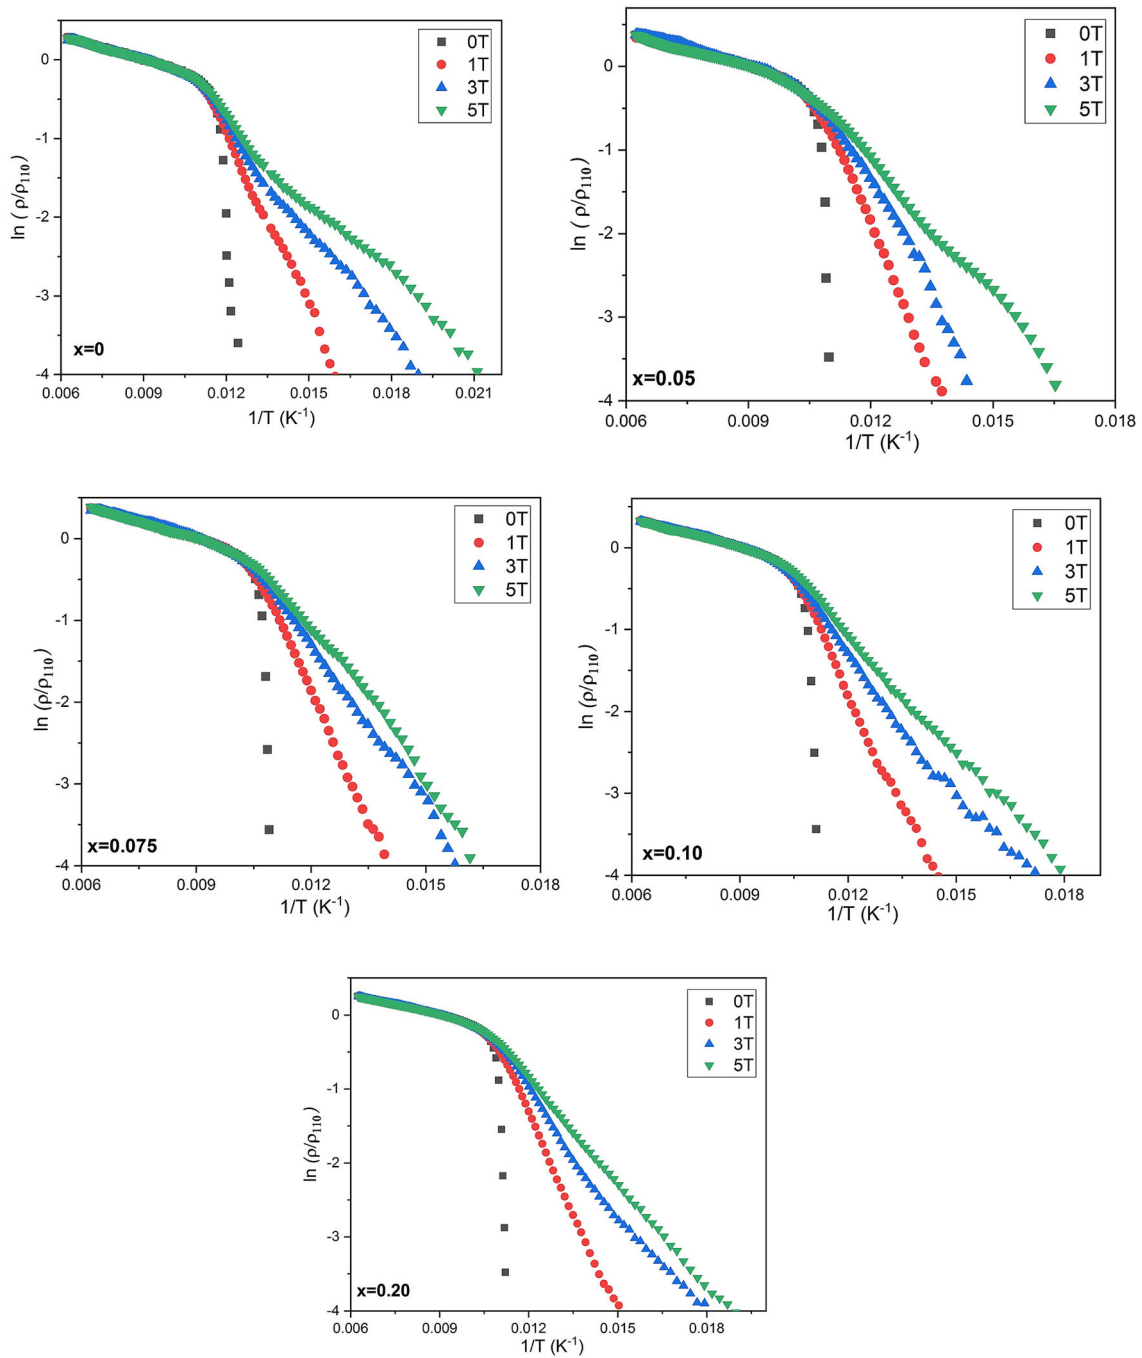 0T
1T
3T
5T
0
-1
-2
-3
-4
ln ( ρ/ρ110)
x=0
0.006 0.009 0.012 0.015 0.018 0.021
1/T (K-1)
0T
1T
3T
5T
0
-1
-2
-3
-4
ln ( ρ/ρ110)
x=0.05
0.006 0.009 0.012 0.015 0.018
1/T (K-1)
0T
1T
3T
5T
0
-1
-2
-3
-4
ln (ρ/ρ110)
x=0.075
0.006 0.009 0.012 0.015 0.018
1/T (K-1)
0T
1T
3T
5T
0
-1
-2
-3
-4
ln (ρ/ρ110)
x=0.10
0.006 0.009 0.012 0.015 0.018
1/T (K-1)
0T
1T
3T
5T
0
-1
-2
-3
-4
ln (ρ/ρ110)
x=0.20
0.006 0.009 0.012 0.015 0.018
1/T (K-1)